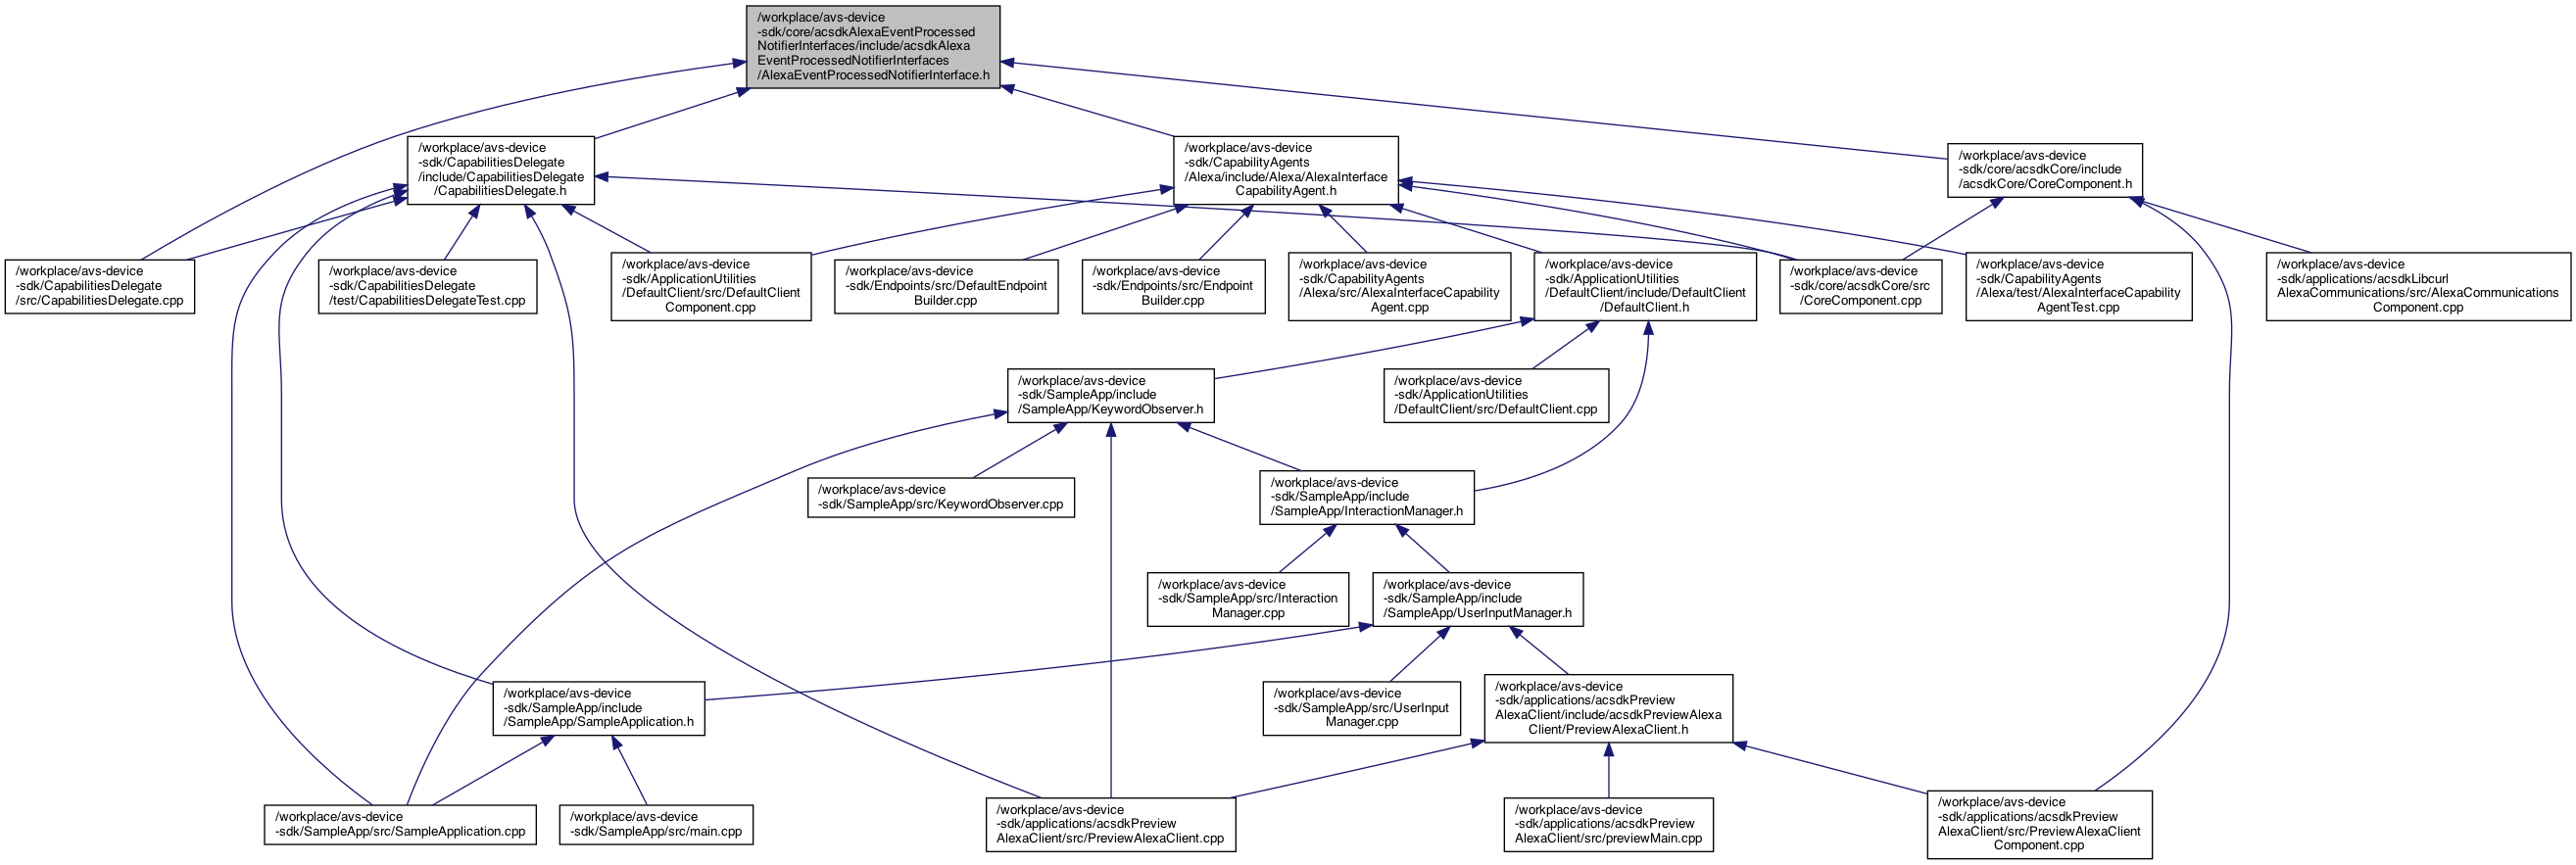 /workplace/avs-device
-sdk/core/acsdkAlexaEventProcessed
NotifierInterfaces/include/acsdkAlexa
EventProcessedNotifierInterfaces
/AlexaEventProcessedNotifierInterface.h
/workplace/avs-device
-sdk/CapabilitiesDelegate
/include/CapabilitiesDelegate
/CapabilitiesDelegate.h
/workplace/avs-device
-sdk/CapabilityAgents
/Alexa/include/Alexa/AlexaInterface
CapabilityAgent.h
/workplace/avs-device
-sdk/core/acsdkCore/include
/acsdkCore/CoreComponent.h
/workplace/avs-device
-sdk/CapabilitiesDelegate
/src/CapabilitiesDelegate.cpp
/workplace/avs-device
-sdk/CapabilitiesDelegate
/test/CapabilitiesDelegateTest.cpp
/workplace/avs-device
-sdk/ApplicationUtilities
/DefaultClient/src/DefaultClient
Component.cpp
/workplace/avs-device
-sdk/Endpoints/src/DefaultEndpoint
Builder.cpp
/workplace/avs-device
-sdk/Endpoints/src/Endpoint
Builder.cpp
/workplace/avs-device
-sdk/CapabilityAgents
/Alexa/src/AlexaInterfaceCapability
Agent.cpp
/workplace/avs-device
-sdk/ApplicationUtilities
/DefaultClient/include/DefaultClient
/DefaultClient.h
/workplace/avs-device
-sdk/core/acsdkCore/src
/CoreComponent.cpp
/workplace/avs-device
-sdk/CapabilityAgents
/Alexa/test/AlexaInterfaceCapability
AgentTest.cpp
/workplace/avs-device
-sdk/applications/acsdkLibcurl
AlexaCommunications/src/AlexaCommunications
Component.cpp
/workplace/avs-device
-sdk/SampleApp/include
/SampleApp/KeywordObserver.h
/workplace/avs-device
-sdk/ApplicationUtilities
/DefaultClient/src/DefaultClient.cpp
/workplace/avs-device
-sdk/SampleApp/src/KeywordObserver.cpp
/workplace/avs-device
-sdk/SampleApp/include
/SampleApp/InteractionManager.h
/workplace/avs-device
-sdk/SampleApp/src/Interaction
Manager.cpp
/workplace/avs-device
-sdk/SampleApp/include
/SampleApp/UserInputManager.h
/workplace/avs-device
-sdk/SampleApp/include
/SampleApp/SampleApplication.h
/workplace/avs-device
-sdk/SampleApp/src/UserInput
Manager.cpp
/workplace/avs-device
-sdk/applications/acsdkPreview
AlexaClient/include/acsdkPreviewAlexa
Client/PreviewAlexaClient.h
/workplace/avs-device
-sdk/SampleApp/src/SampleApplication.cpp
/workplace/avs-device
-sdk/SampleApp/src/main.cpp
/workplace/avs-device
-sdk/applications/acsdkPreview
AlexaClient/src/PreviewAlexaClient.cpp
/workplace/avs-device
-sdk/applications/acsdkPreview
AlexaClient/src/previewMain.cpp
/workplace/avs-device
-sdk/applications/acsdkPreview
AlexaClient/src/PreviewAlexaClient
Component.cpp